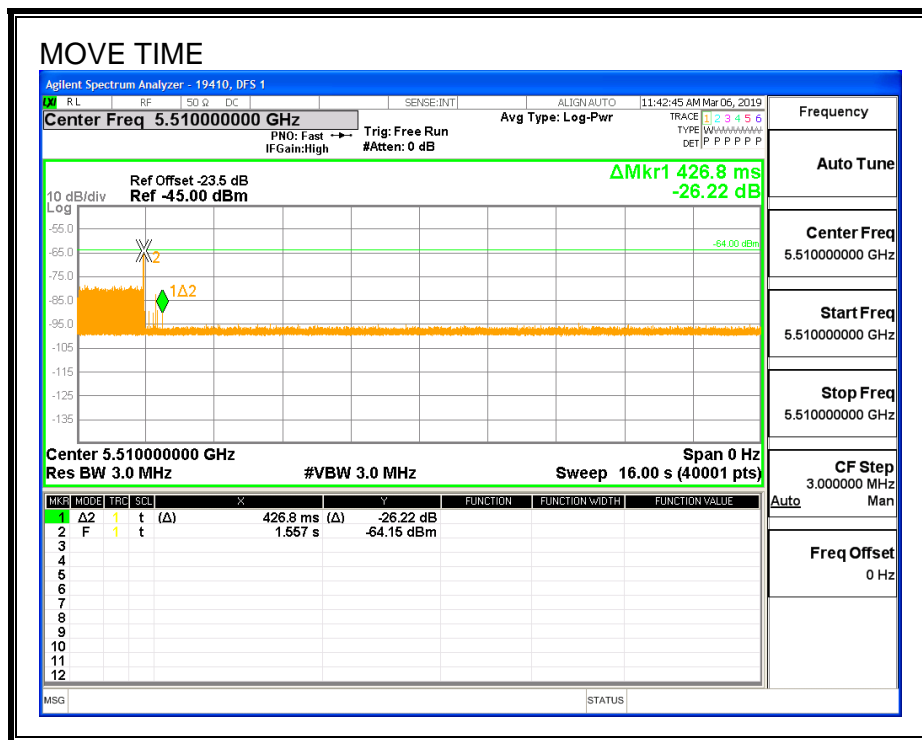 MOVE TIME
Agilent Spectrum Analyzer - 19410, DFS 1
LXI RL RF 50 Ω DC SENSE:INT ALIGN AUTO 11:42:45 AM Mar 06, 2019
Center Freq 5.510000000 GHz
PNO: Fast
IFGain:High
Trig: Free Run
#Atten: 0 dB
Avg Type: Log-Pwr
TRACE 1 2 3 4 5 6
TYPE WWWWWW
DET P P P P P P
Frequency
Auto Tune
ΔMkr1 426.8 ms
-26.22 dB
Ref Offset -23.5 dB
10 dB/div Ref -45.00 dBm
Log
-55.0
-65.0
-75.0
-85.0
-95.0
-105
-115
-125
-135
-64.00 dBm
2
1Δ2
Center 5.510000000 GHz Span 0 Hz
Res BW 3.0 MHz #VBW 3.0 MHz Sweep 16.00 s (40001 pts)
Center Freq
5.510000000 GHz
Start Freq
5.510000000 GHz
Stop Freq
5.510000000 GHz
CF Step
3.000000 MHz
Auto Man
Freq Offset
0 Hz
MKR MODE TRC SCL X Y FUNCTION FUNCTION WIDTH FUNCTION VALUE
1 Δ2 1 t (Δ) 426.8 ms (Δ) -26.22 dB
2 F 1 t 1.557 s -64.15 dBm
3
4
5
6
7
8
9
10
11
12
MSG STATUS